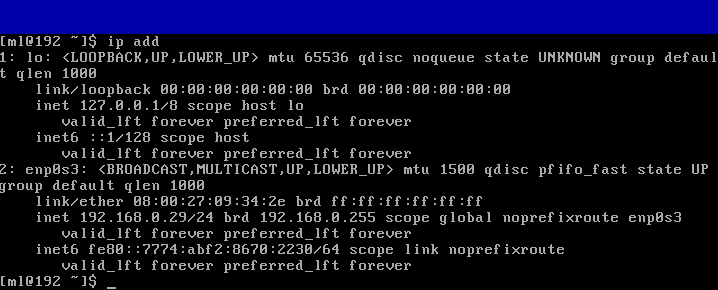 [ml@192 ~]$ ip add
1: lo: <LOOPBACK,UP,LOWER_UP> mtu 65536 qdisc noqueue state UNKNOWN group defaul
t qlen 1000
    link/loopback 00:00:00:00:00:00 brd 00:00:00:00:00:00
    inet 127.0.0.1/8 scope host lo
       valid_lft forever preferred_lft forever
    inet6 ::1/128 scope host
       valid_lft forever preferred_lft forever
2: enp0s3: <BROADCAST,MULTICAST,UP,LOWER_UP> mtu 1500 qdisc pfifo_fast state UP
group default qlen 1000
    link/ether 08:00:27:09:34:2e brd ff:ff:ff:ff:ff:ff
    inet 192.168.0.29/24 brd 192.168.0.255 scope global noprefixroute enp0s3
       valid_lft forever preferred_lft forever
    inet6 fe80::7774:abf2:8670:2230/64 scope link noprefixroute
       valid_lft forever preferred_lft forever
[ml@192 ~]$ _